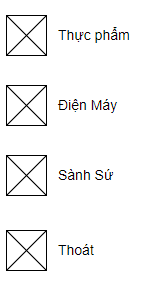 Thực phẩm
Điện Máy
Sành Sứ
Thoát